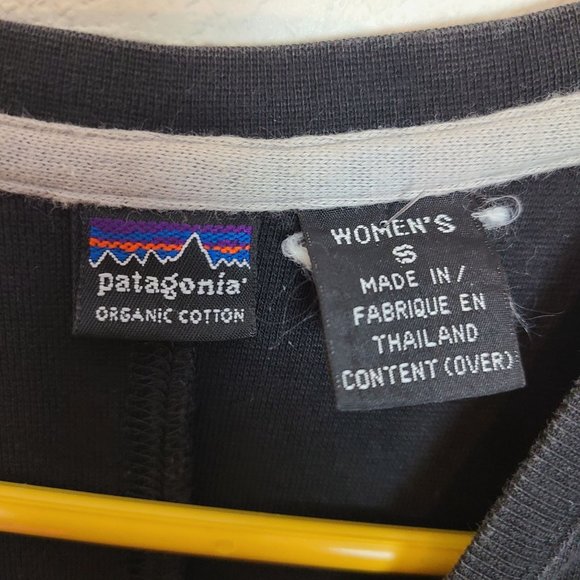 patagonia®
ORGANIC COTTON
WOMEN'S
S
MADE IN/
FABRIQUE EN
THAILAND
CONTENT (OVER)